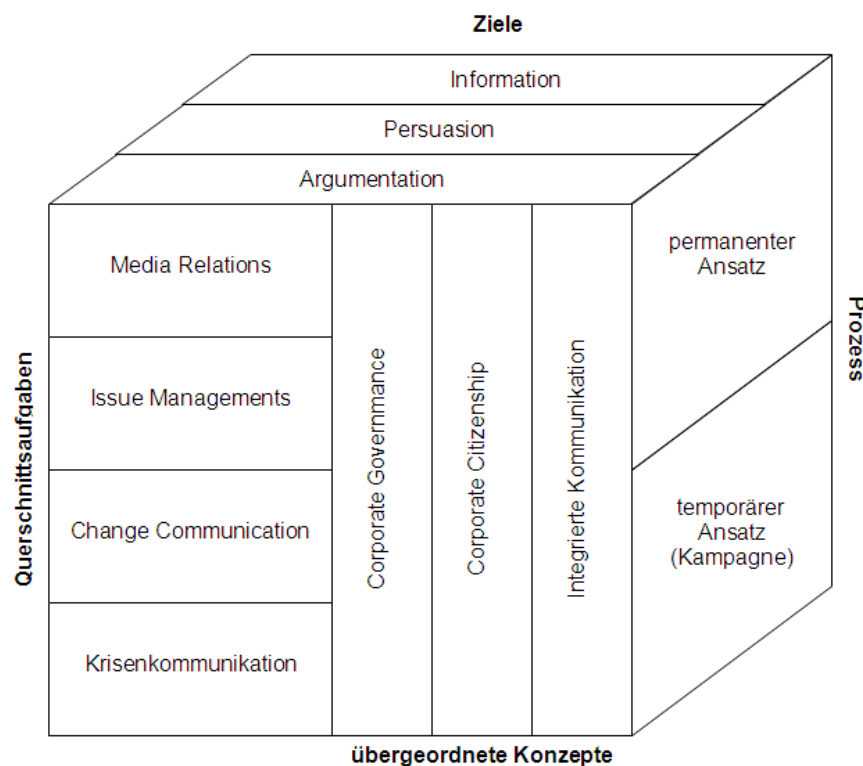 Ziele
Information
Persuasion
Argumentation
Querschnittsaufgaben
Media Relations
Issue Managements
Change Communication
Krisenkommunikation
Corporate Governmance
Corporate Citizenship
Integrierte Kommunikation
permanenter
Ansatz
temporärer
Ansatz
(Kampagne)
Prozess
übergeordnete Konzepte